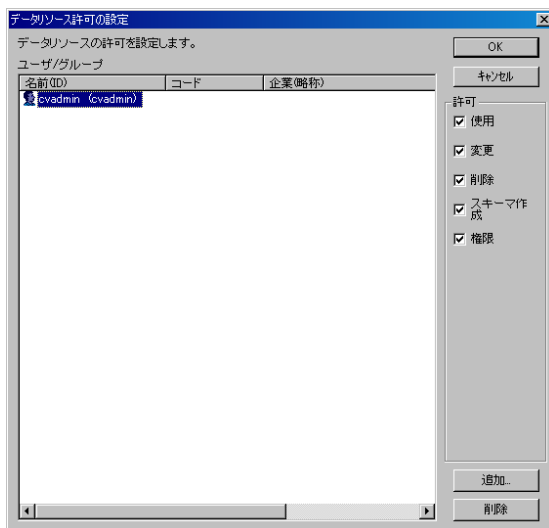 データリソース許可の設定
データリソースの許可を設定します。
ユーザ/グループ
名前(ID) コード 企業(略称)
cvadmin (cvadmin)
OK
キャンセル
許可
使用
変更
削除
スキーマ作
成
権限
追加...
削除